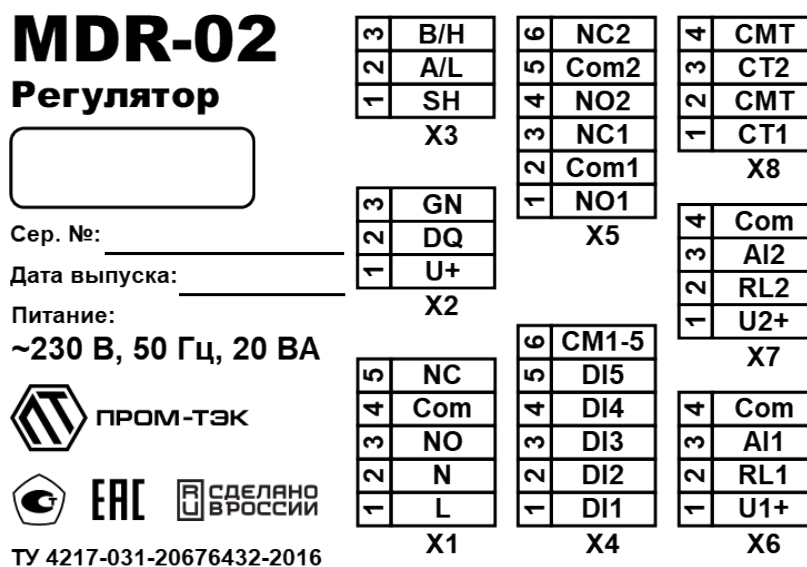 MDR-02
Регулятор
Сер. №:
Дата выпуска:
Питание:
~230 В, 50 Гц, 20 ВА
ПТ ПРОМ-ТЭК
Ст EAC RU СДЕЛАНО
В РОССИИ
ТУ 4217-031-20676432-2016
3 B/H
2 A/L
1 SH
X3
3 GN
2 DQ
1 U+
X2
5 NC
4 Com
3 NO
2 N
1 L
X1
6 NC2
5 Com2
4 NO2
3 NC1
2 Com1
1 NO1
X5
6 CM1-5
5 DI5
4 DI4
3 DI3
2 DI2
1 DI1
X4
4 CMT
3 CT2
2 CMT
1 CT1
X8
4 Com
3 AI2
2 RL2
1 U2+
X7
4 Com
3 AI1
2 RL1
1 U1+
X6